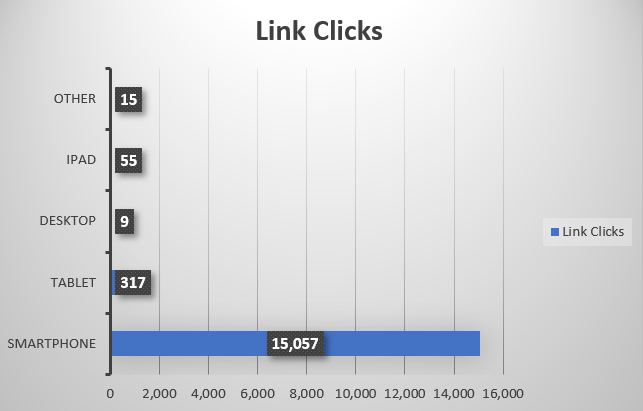 Link Clicks
OTHER
15
IPAD
55
DESKTOP
9
Link Clicks
TABLET
317
SMARTPHONE
15,057
0 2,000 4,000 6,000 8,000 10,000 12,000 14,000 16,000